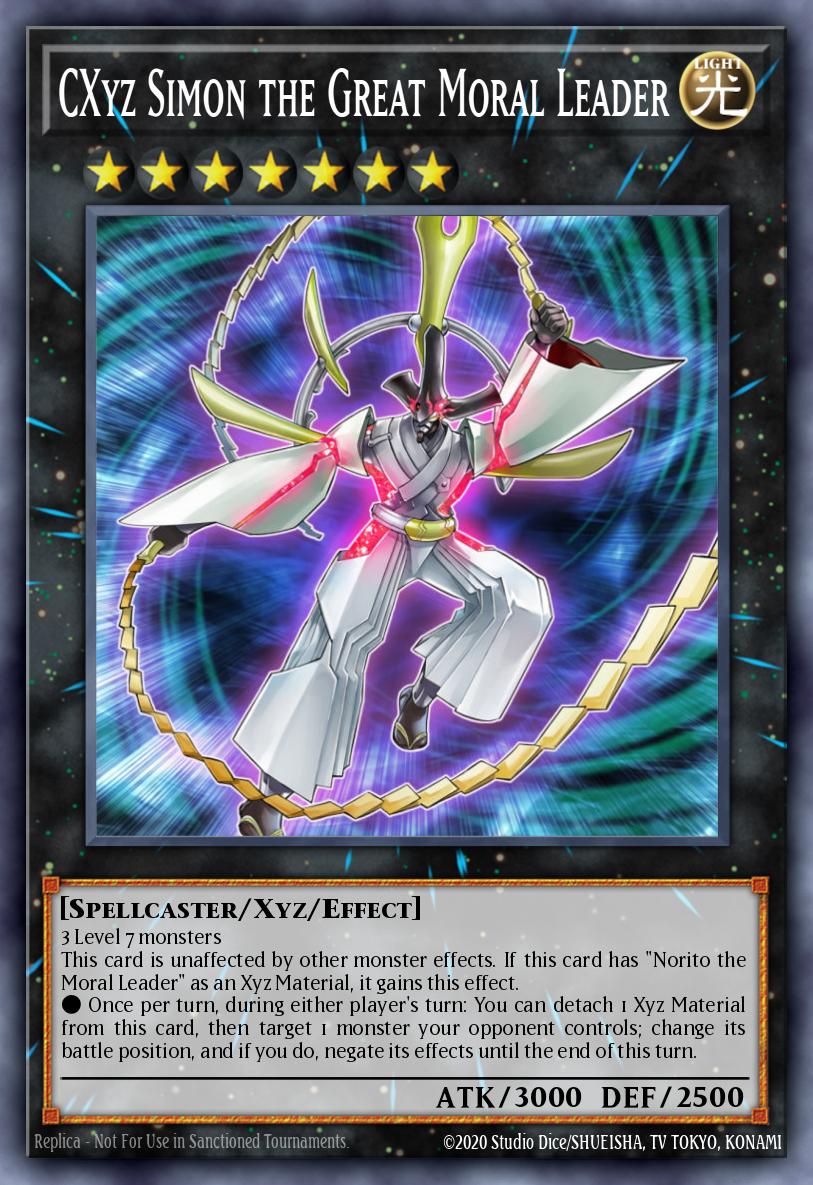 CXyz Simon the Great Moral Leader
LIGHT
光
[Spellcaster/Xyz/Effect]
3 Level 7 monsters
This card is unaffected by other monster effects. If this card has "Norito the
Moral Leader" as an Xyz Material, it gains this effect.
● Once per turn, during either player's turn: You can detach 1 Xyz Material
from this card, then target 1 monster your opponent controls; change its
battle position, and if you do, negate its effects until the end of this turn.
ATK/3000 DEF/2500
Replica - Not For Use in Sanctioned Tournaments.
©2020 Studio Dice/SHUEISHA, TV TOKYO, KONAMI